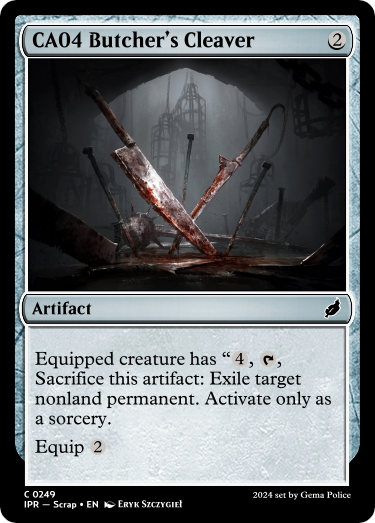 CA04 Butcher's Cleaver 2
Artifact
Equipped creature has “4, ,
Sacrifice this artifact: Exile target
nonland permanent. Activate only as
a sorcery.
Equip 2
C 0249
IPR — Scrap • EN Eryk Szczygieł
2024 set by Gema Police